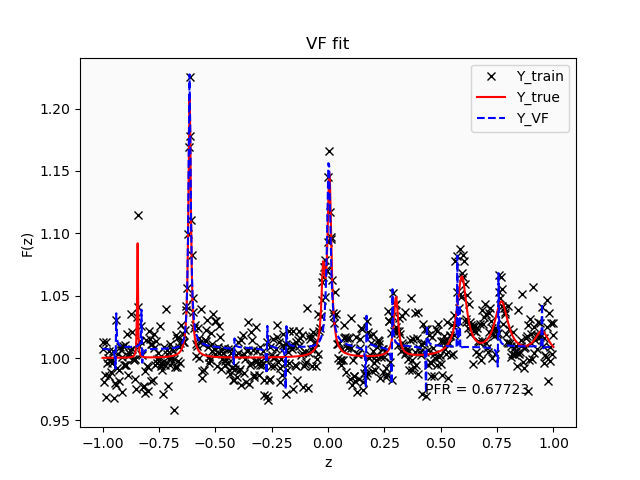 VF fit
Y_train
Y_true
Y_VF
1.20
1.15
1.10
1.05
1.00
0.95
F(z)
PFR = 0.67723
−1.00 −0.75 −0.50 −0.25 0.00 0.25 0.50 0.75 1.00
z